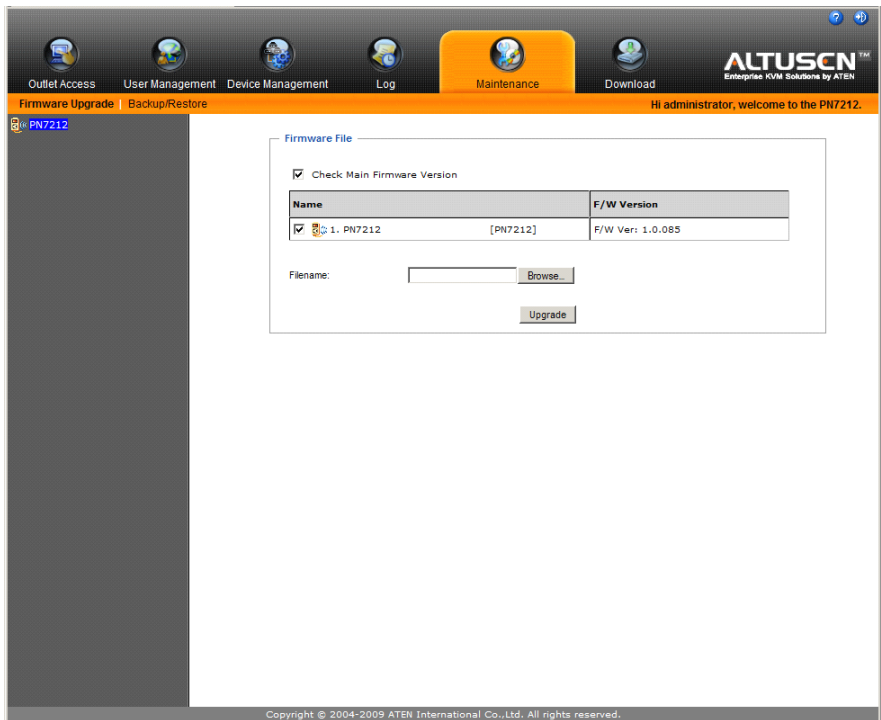 Outlet Access User Management Device Management Log Maintenance Download
ALTUSEN™
Enterprise KVM Solutions by ATEN
Firmware Upgrade | Backup/Restore Hi administrator, welcome to the PN7212.
PN7212
Firmware File
Check Main Firmware Version
Name F/W Version
1. PN7212 [PN7212] F/W Ver: 1.0.085
Filename: Browse...
Upgrade
Copyright © 2004-2009 ATEN International Co.,Ltd. All rights reserved.